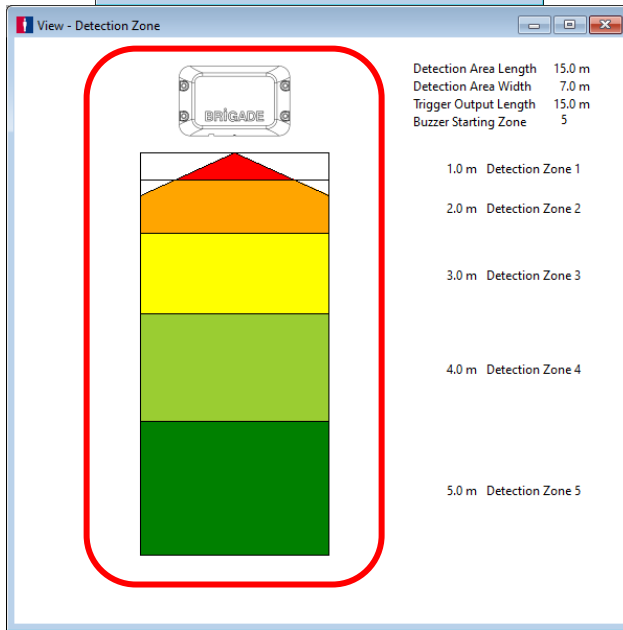 View - Detection Zone
BRIGADE
Detection Area Length 15.0 m
Detection Area Width 7.0 m
Trigger Output Length 15.0 m
Buzzer Starting Zone 5
1.0 m Detection Zone 1
2.0 m Detection Zone 2
3.0 m Detection Zone 3
4.0 m Detection Zone 4
5.0 m Detection Zone 5